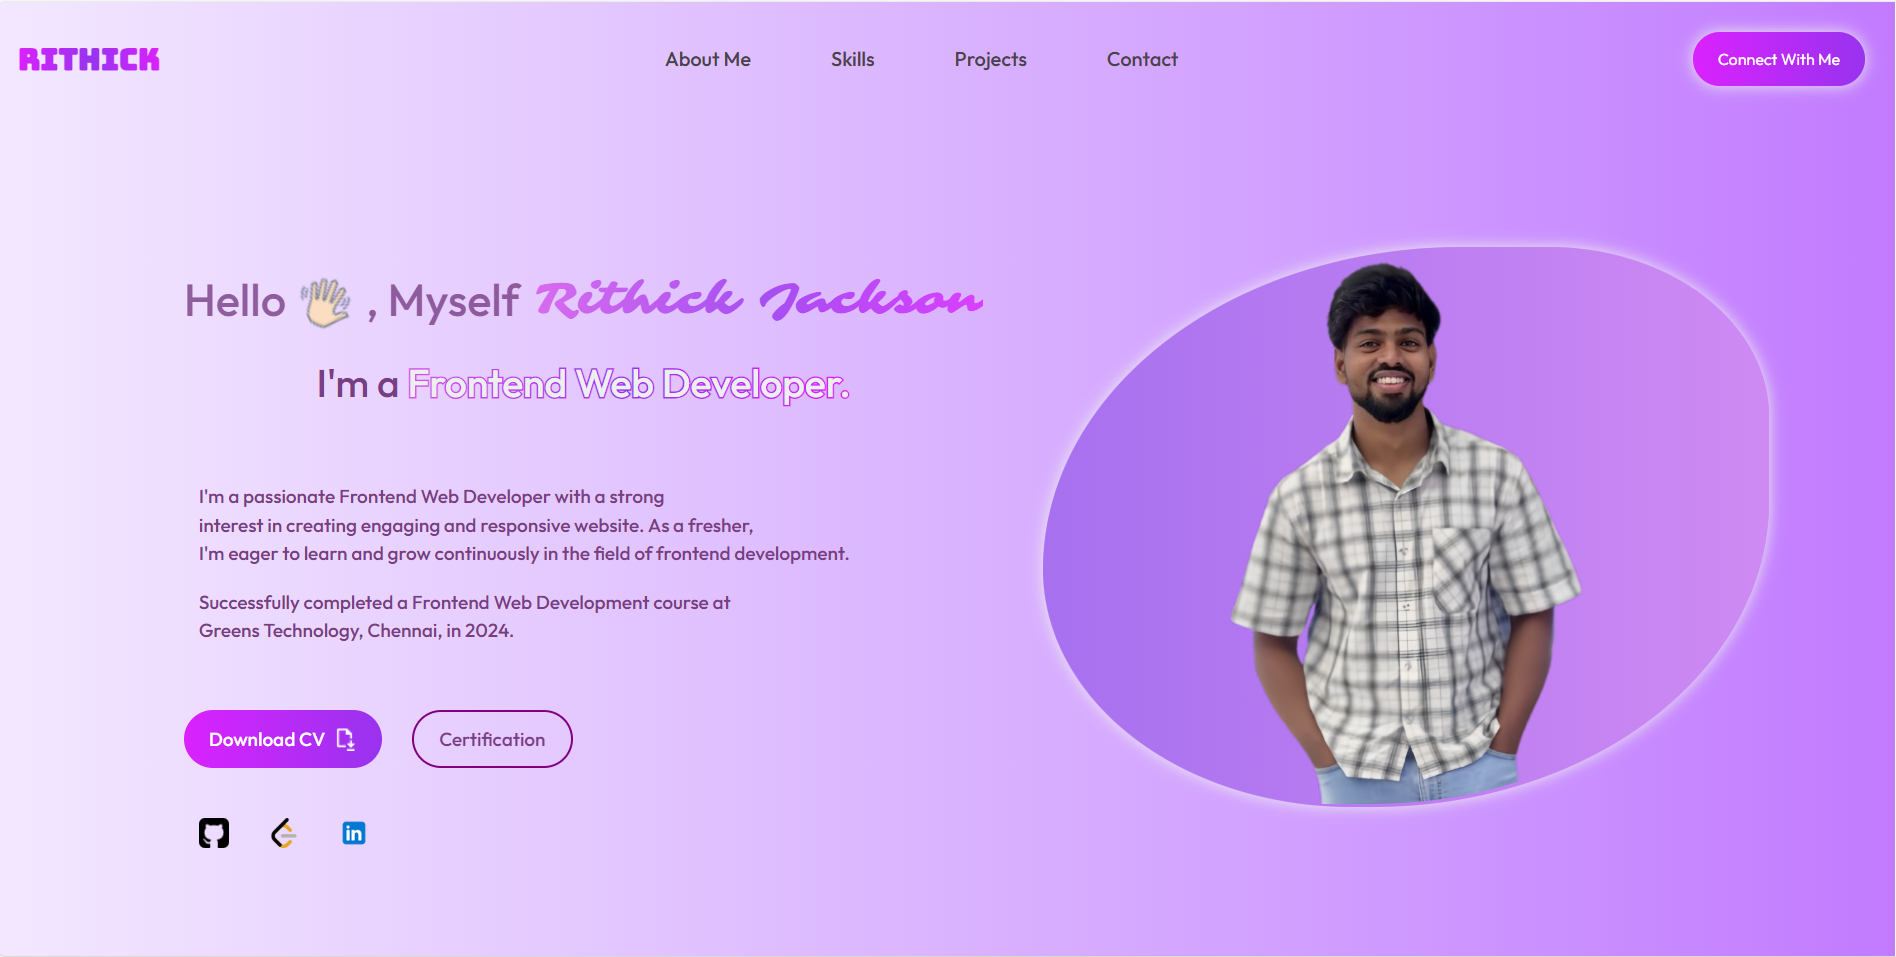 RITHICK
About Me
Skills
Projects
Contact
Connect With Me
Hello 👋🏻 , Myself Rithick Jackson
I'm a Frontend Web Developer.
I'm a passionate Frontend Web Developer with a strong
interest in creating engaging and responsive website. As a fresher,
I'm eager to learn and grow continuously in the field of frontend development.
Successfully completed a Frontend Web Development course at
Greens Technology, Chennai, in 2024.
Download CV
Certification
in